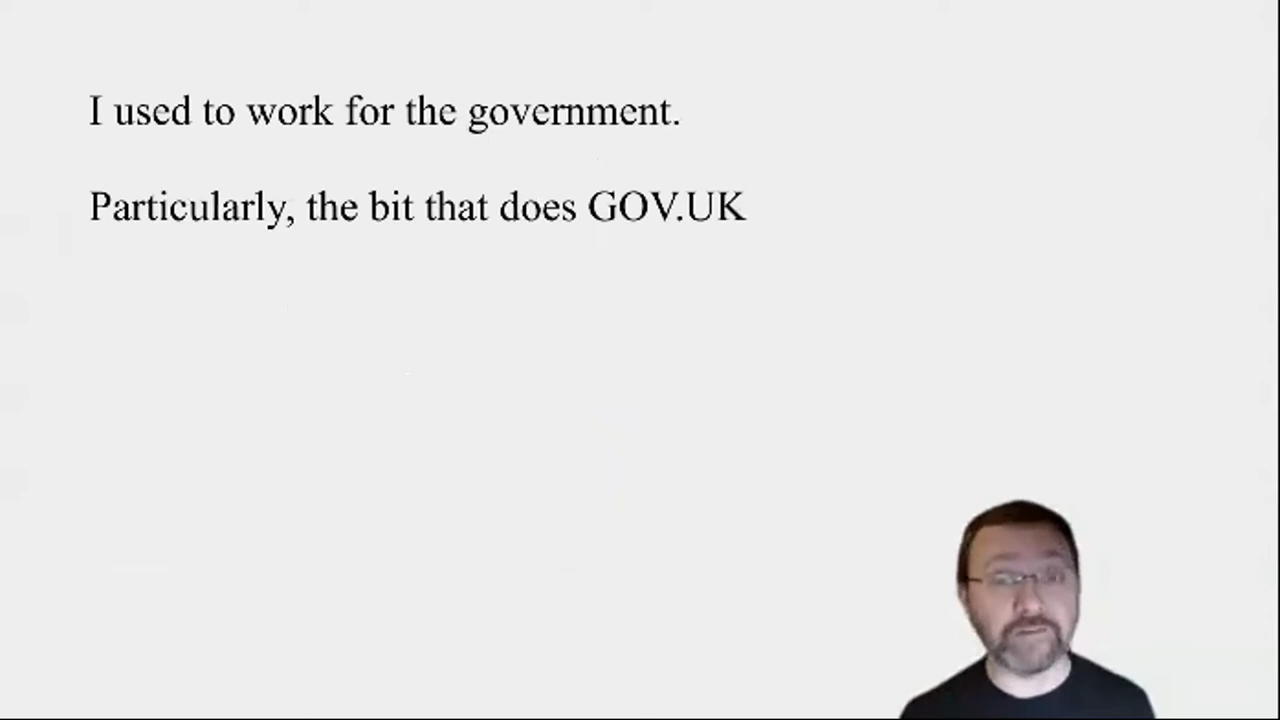 I used to work for the government.
Particularly, the bit that does GOV.UK